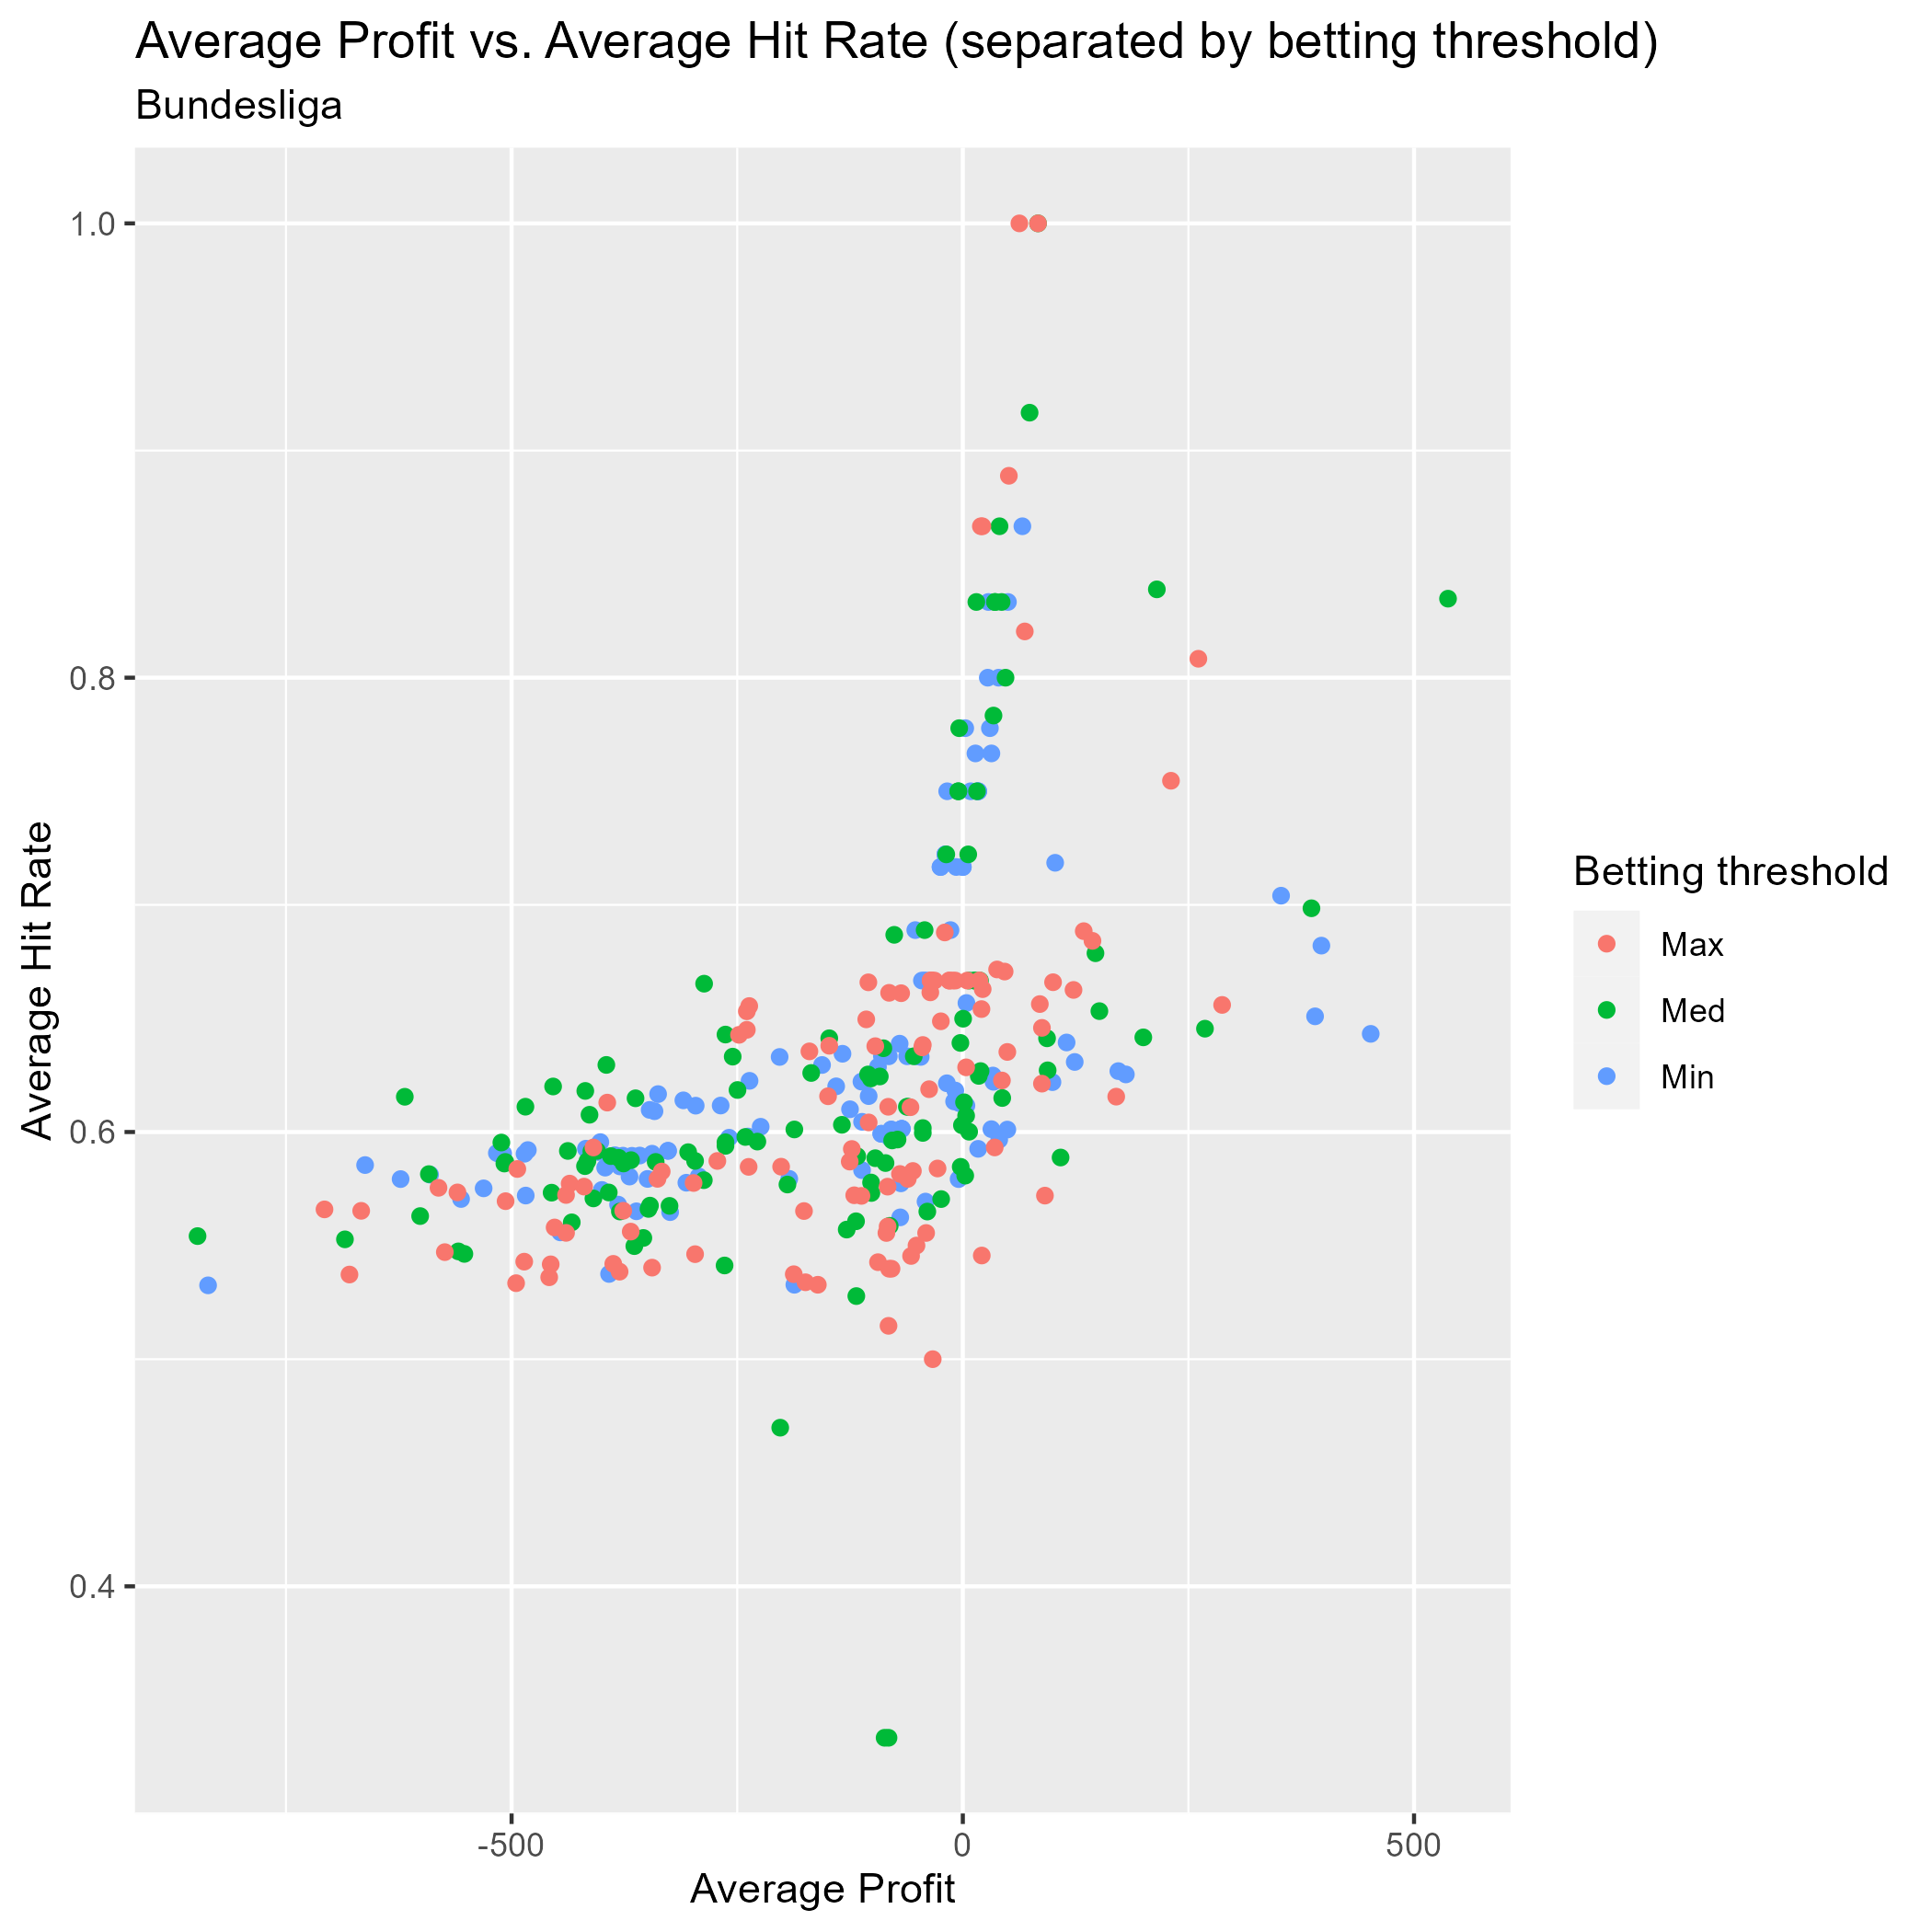 Average Profit vs. Average Hit Rate (separated by betting threshold)
Bundesliga
1.0
0.8
0.6
0.4
Average Hit Rate
-500
0
500
Average Profit
Betting threshold
Max
Med
Min